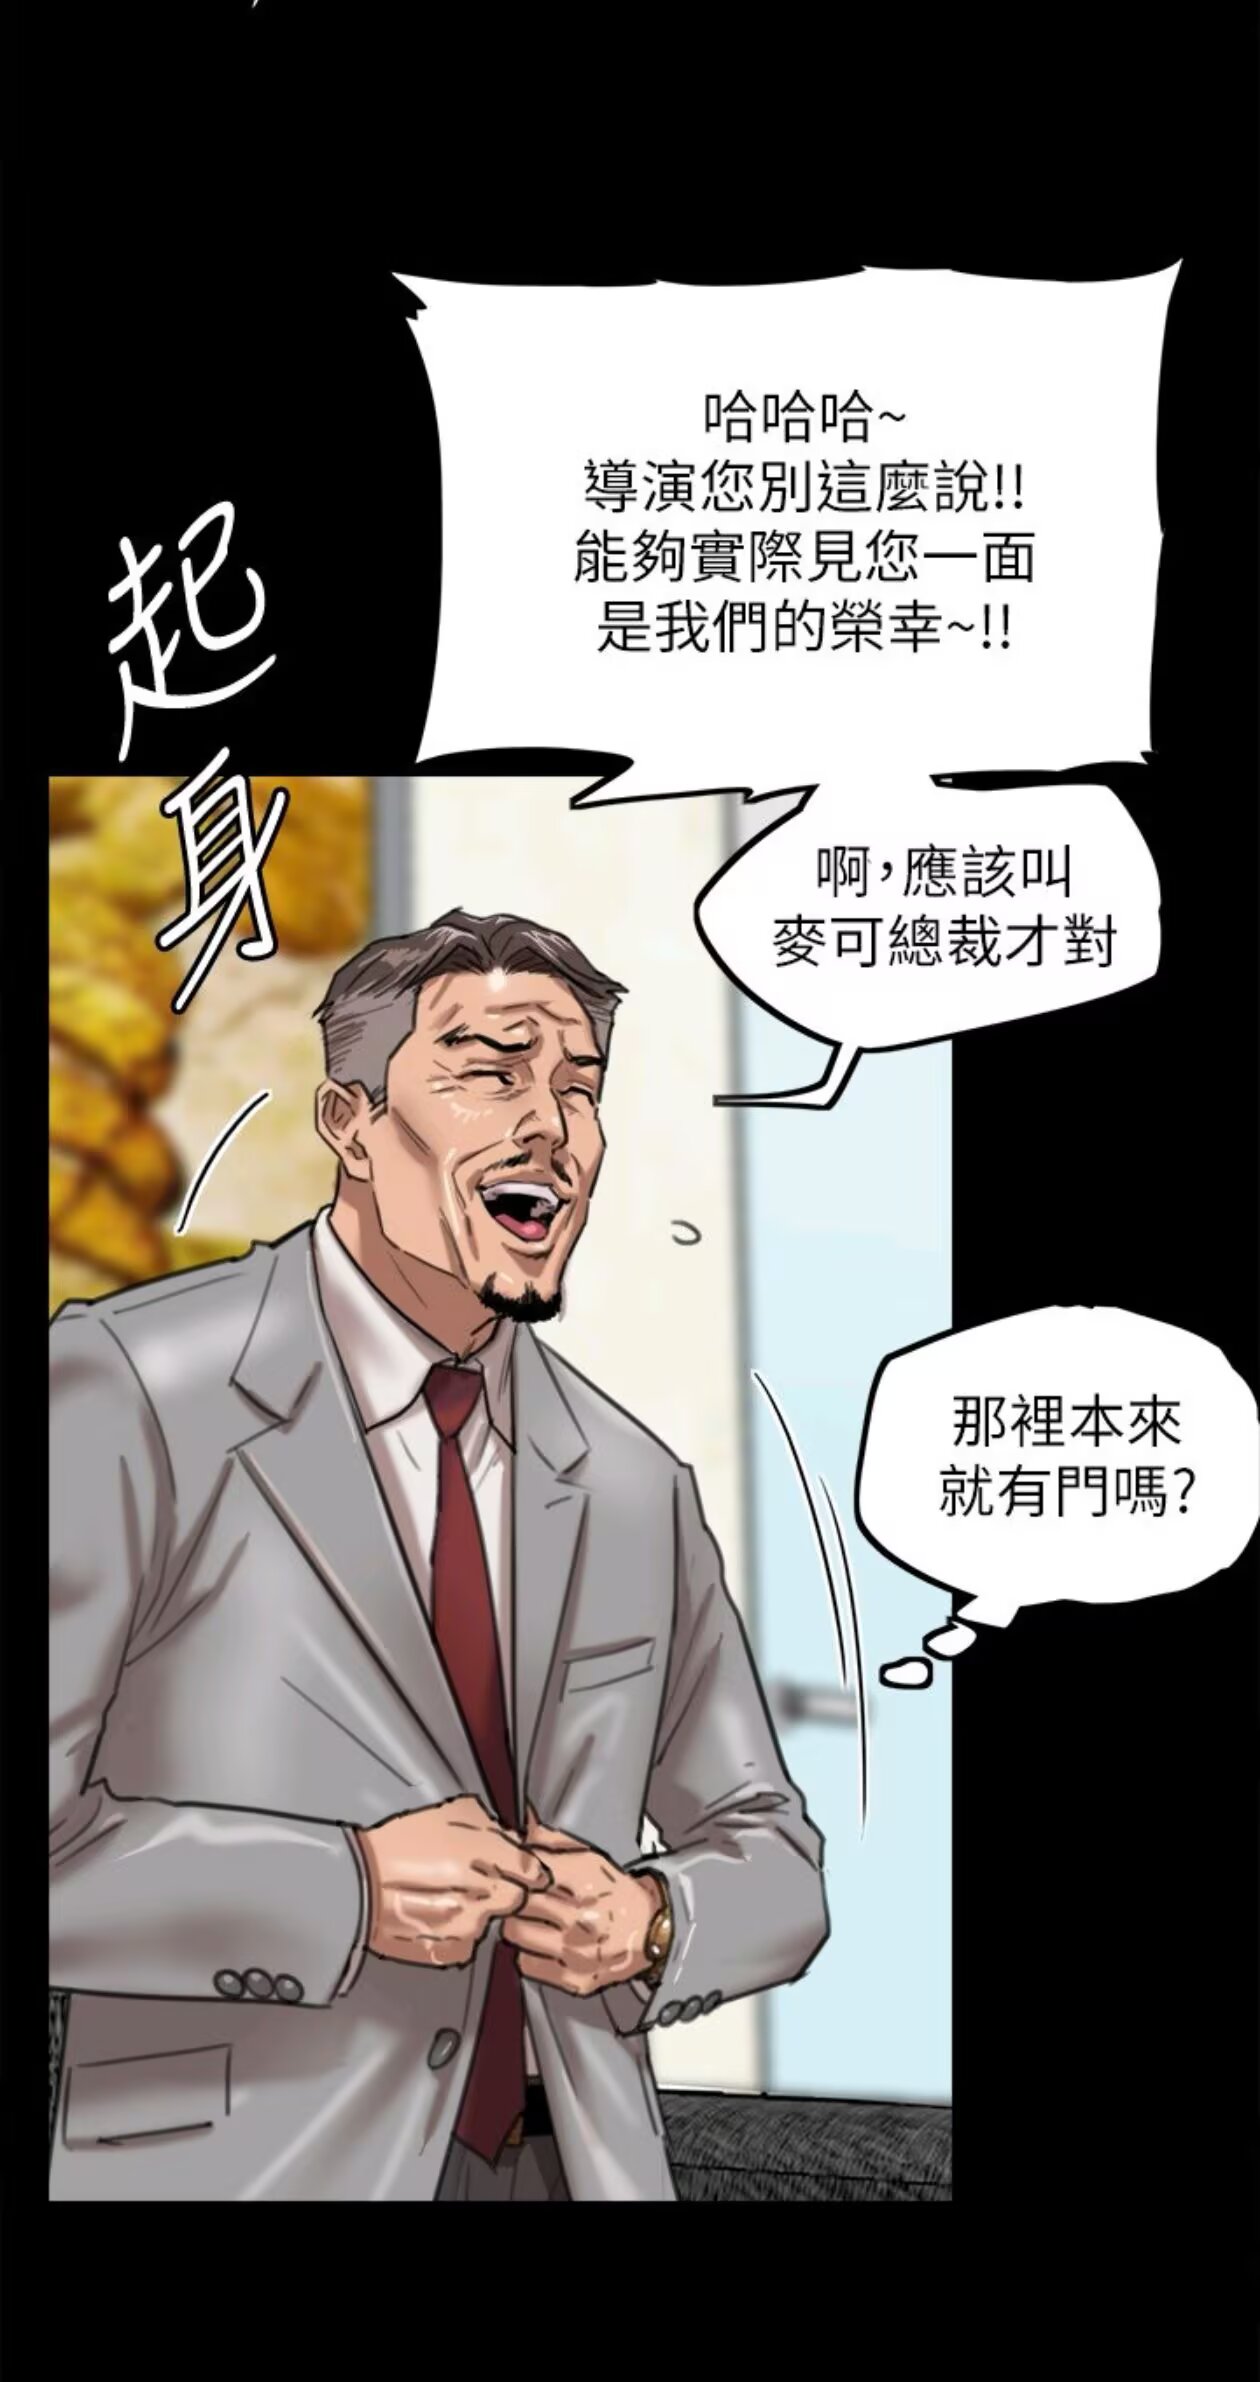 哈哈哈~
導演您別這麼說!!
能夠實際見您一面
是我們的榮幸~!!
起身
啊,應該叫
麥可總裁才對
那裡本來
就有門嗎?